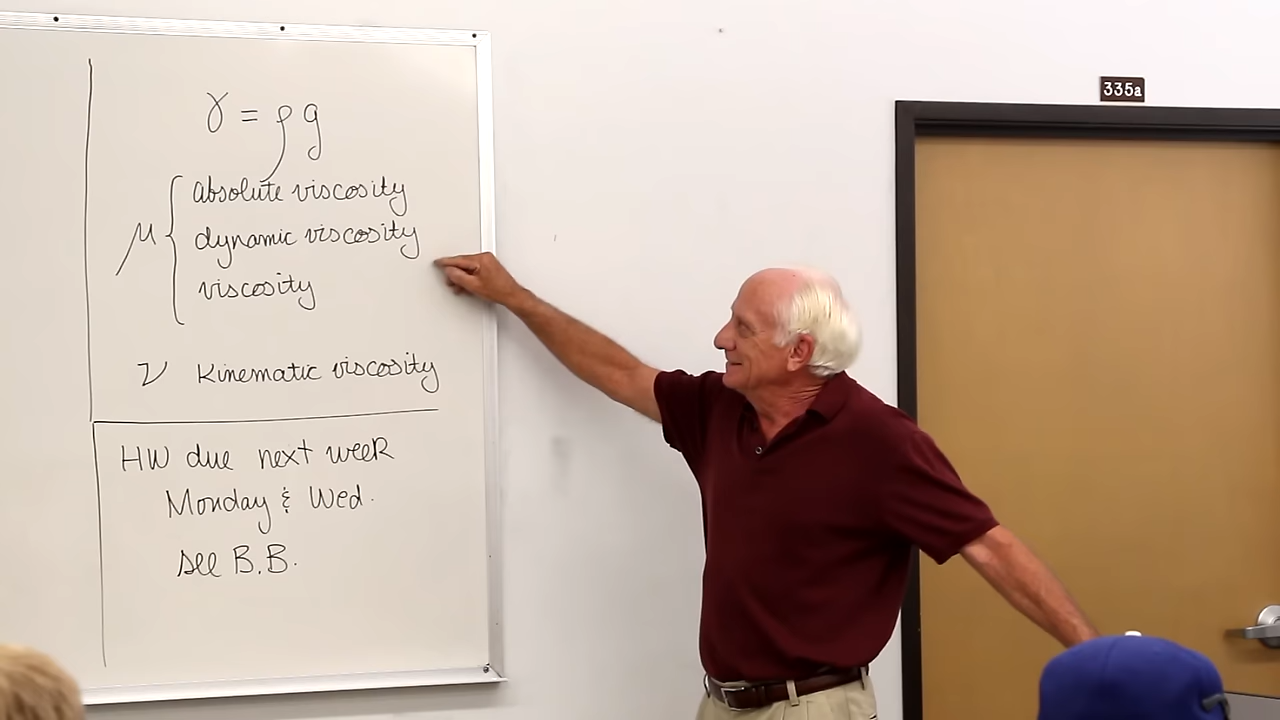 γ = ρ g
μ { absolute viscosity
dynamic viscosity
viscosity
ν Kinematic viscosity
HW due next week
Monday & Wed.
see B.B.
335a